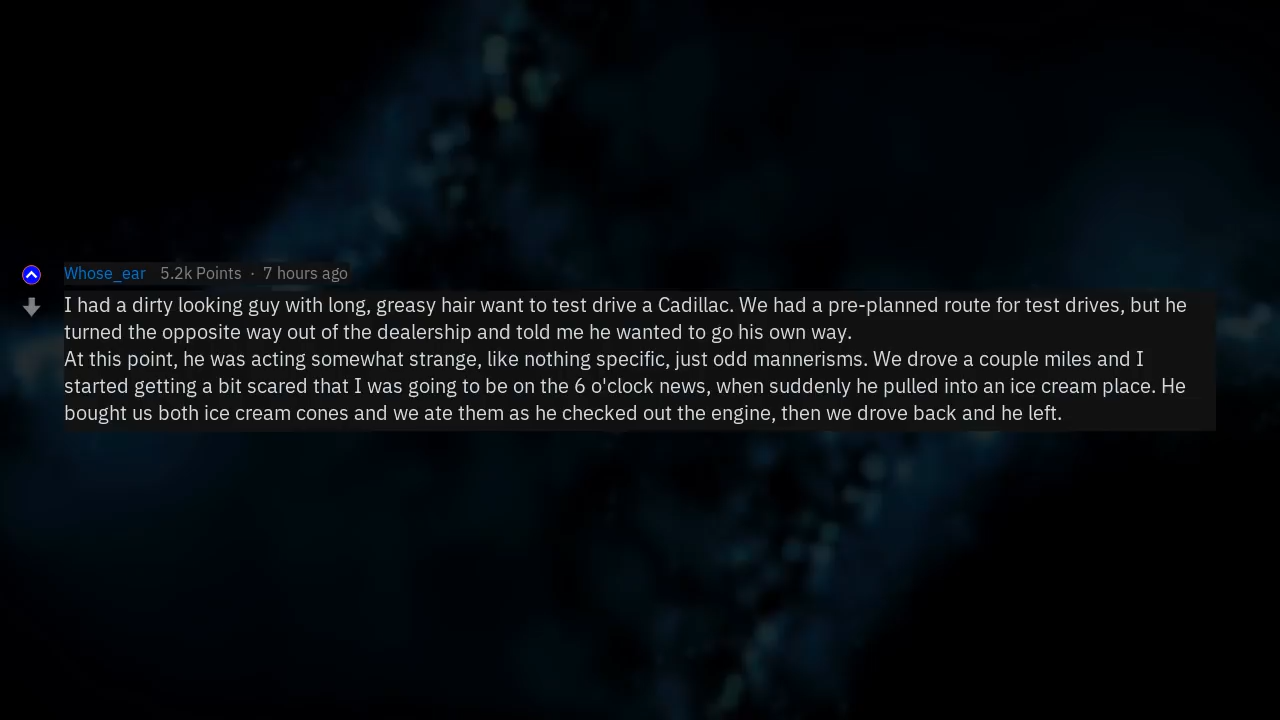 Whose_ear 5.2k Points · 7 hours ago
I had a dirty looking guy with long, greasy hair want to test drive a Cadillac. We had a pre-planned route for test drives, but he
turned the opposite way out of the dealership and told me he wanted to go his own way.
At this point, he was acting somewhat strange, like nothing specific, just odd mannerisms. We drove a couple miles and I
started getting a bit scared that I was going to be on the 6 o'clock news, when suddenly he pulled into an ice cream place. He
bought us both ice cream cones and we ate them as he checked out the engine, then we drove back and he left.